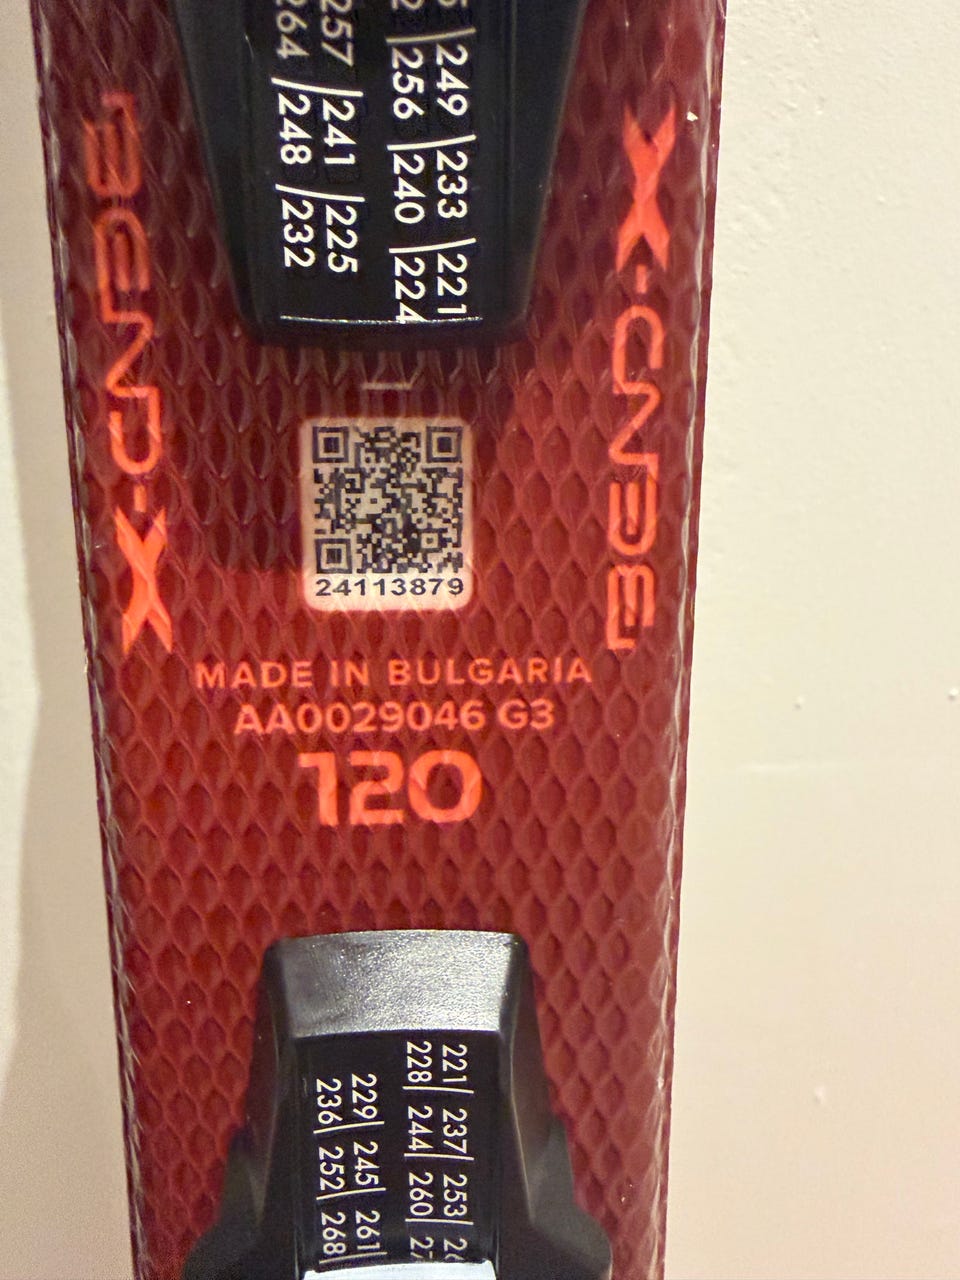 249 |233 |221
256 |240 |224
257 |241 |225
264 |248 |232
BEND-X
BEND-X
24113879
MADE IN BULGARIA
AA0029046 G3
120
221| 237| 253|
228| 244| 260|
229| 245| 261|
236| 252| 268|